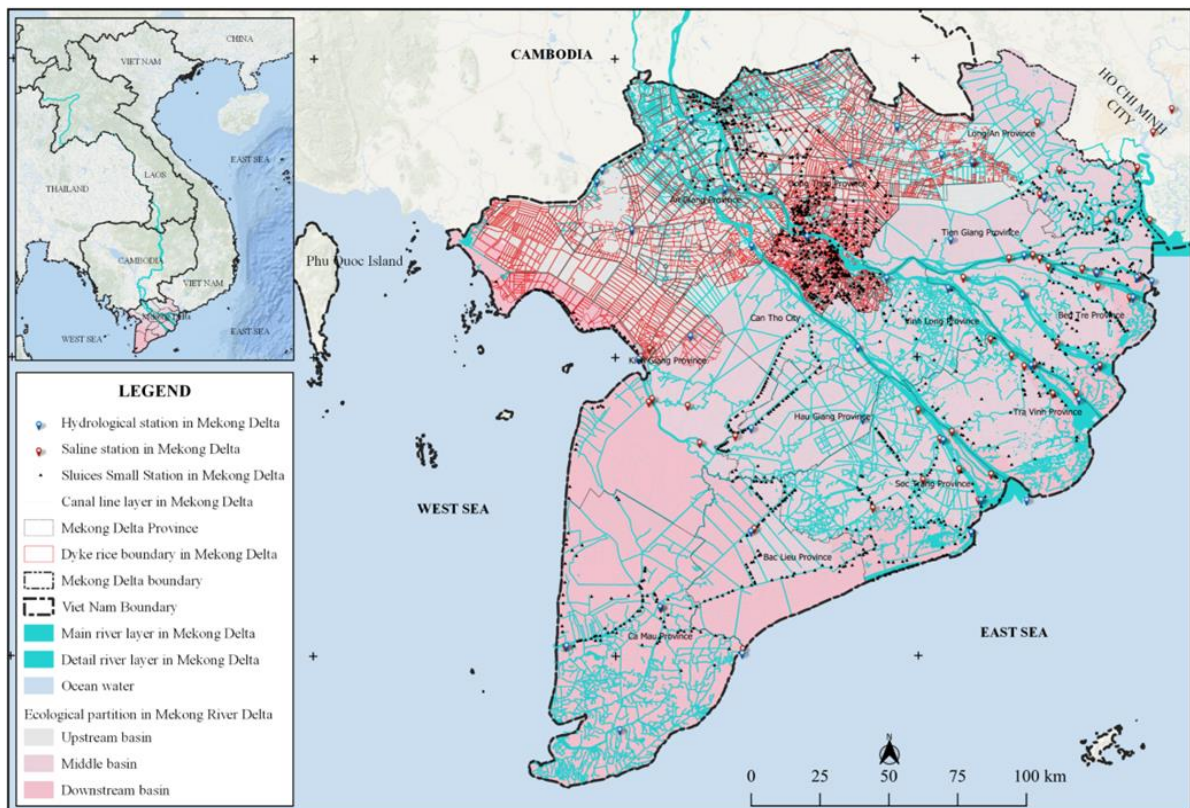 CHINA
VIET NAM
EAST SEA
LAOS
THAILAND
CAMBODIA
VIET NAM
WEST SEA
EAST SEA
CAMBODIA
HO CHI MINH
CITY
Long An Province
An Giang Province
Tien Giang Province
Phu Quoc Island
Can Tho City
Vinh Long Province
Ben Tre Province
Kien Giang Province
Hau Giang Province
Tra Vinh Province
Soc Trang Province
WEST SEA
Bac Lieu Province
Ca Mau Province
EAST SEA
LEGEND
Hydrological station in Mekong Delta
Saline station in Mekong Delta
Sluices Small Station in Mekong Delta
Canal line layer in Mekong Delta
Mekong Delta Province
Dyke rice boundary in Mekong Delta
Mekong Delta boundary
Viet Nam Boundary
Main river layer in Mekong Delta
Detail river layer in Mekong Delta
Ocean water
Ecological partition in Mekong River Delta
Upstream basin
Middle basin
Downstream basin
N
0 25 50 75 100 km